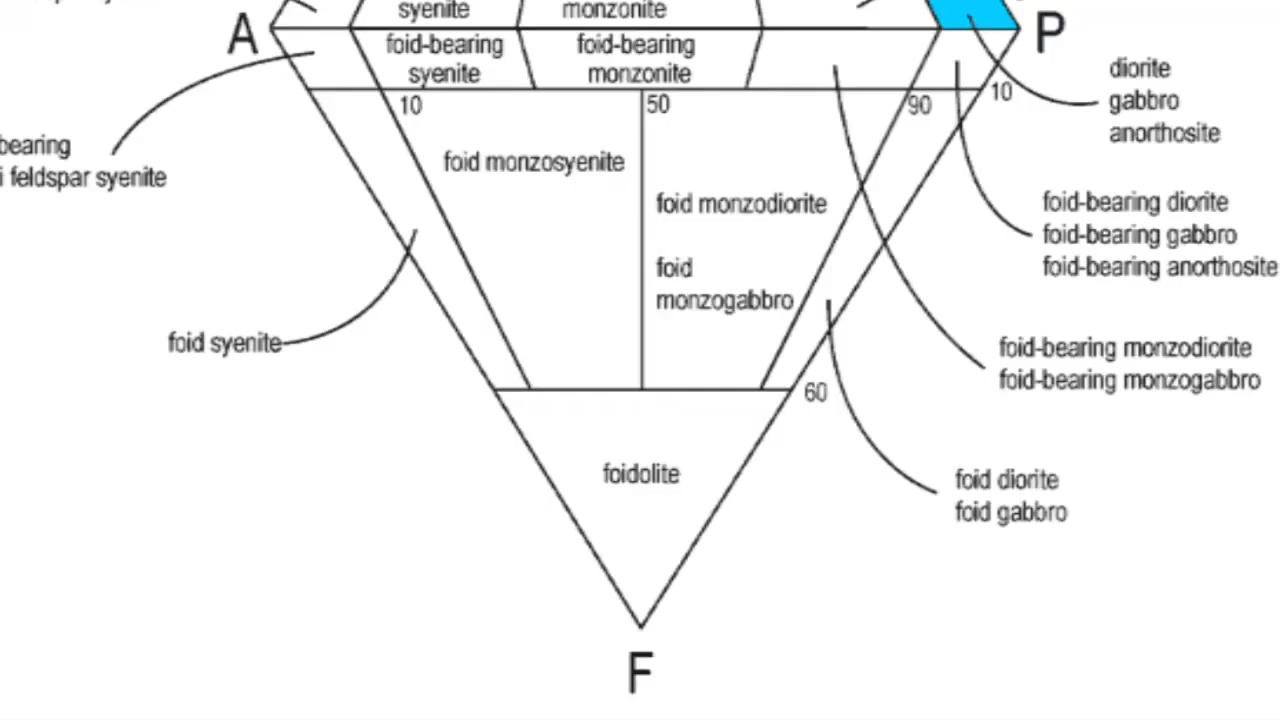 syenite
monzonite
A
P
foid-bearing
syenite
foid-bearing
monzonite
diorite
gabbro
anorthosite
10
50
90
10
bearing
i feldspar syenite
foid monzosyenite
foid monzodiorite
foid
monzogabbro
foid-bearing diorite
foid-bearing gabbro
foid-bearing anorthosite
foid syenite
foid-bearing monzodiorite
foid-bearing monzogabbro
60
foidolite
foid diorite
foid gabbro
F